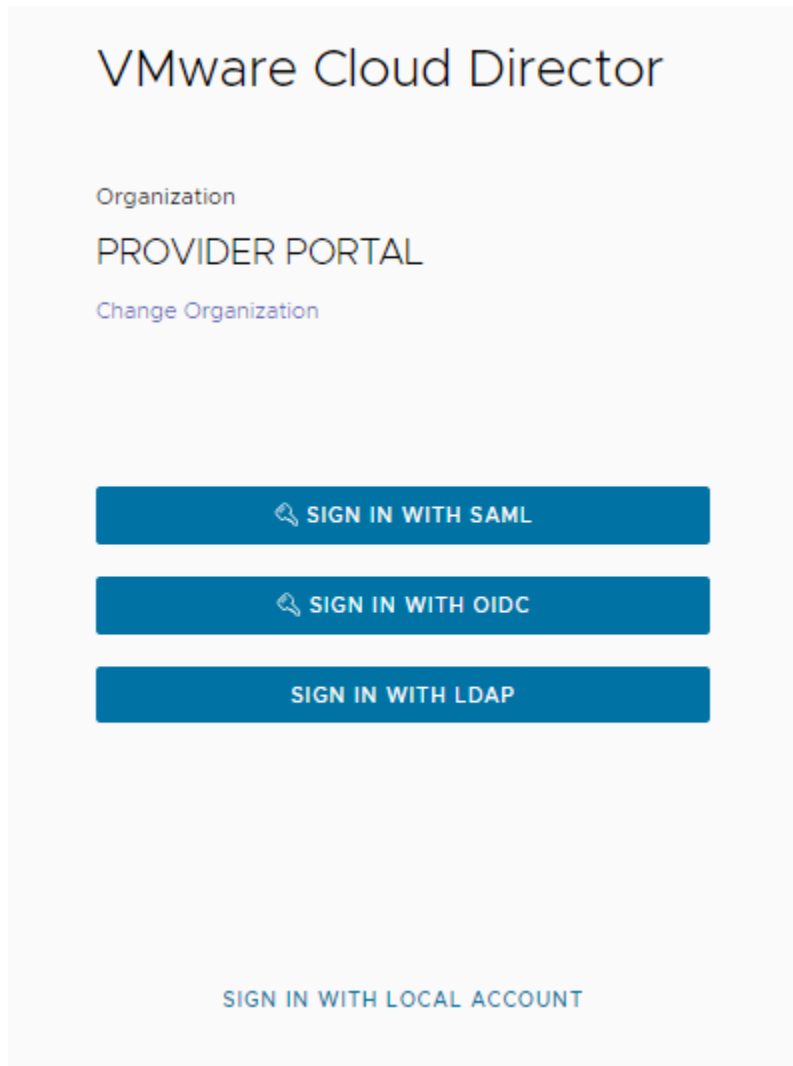 VMware Cloud Director
Organization
PROVIDER PORTAL
Change Organization
SIGN IN WITH SAML
SIGN IN WITH OIDC
SIGN IN WITH LDAP
SIGN IN WITH LOCAL ACCOUNT